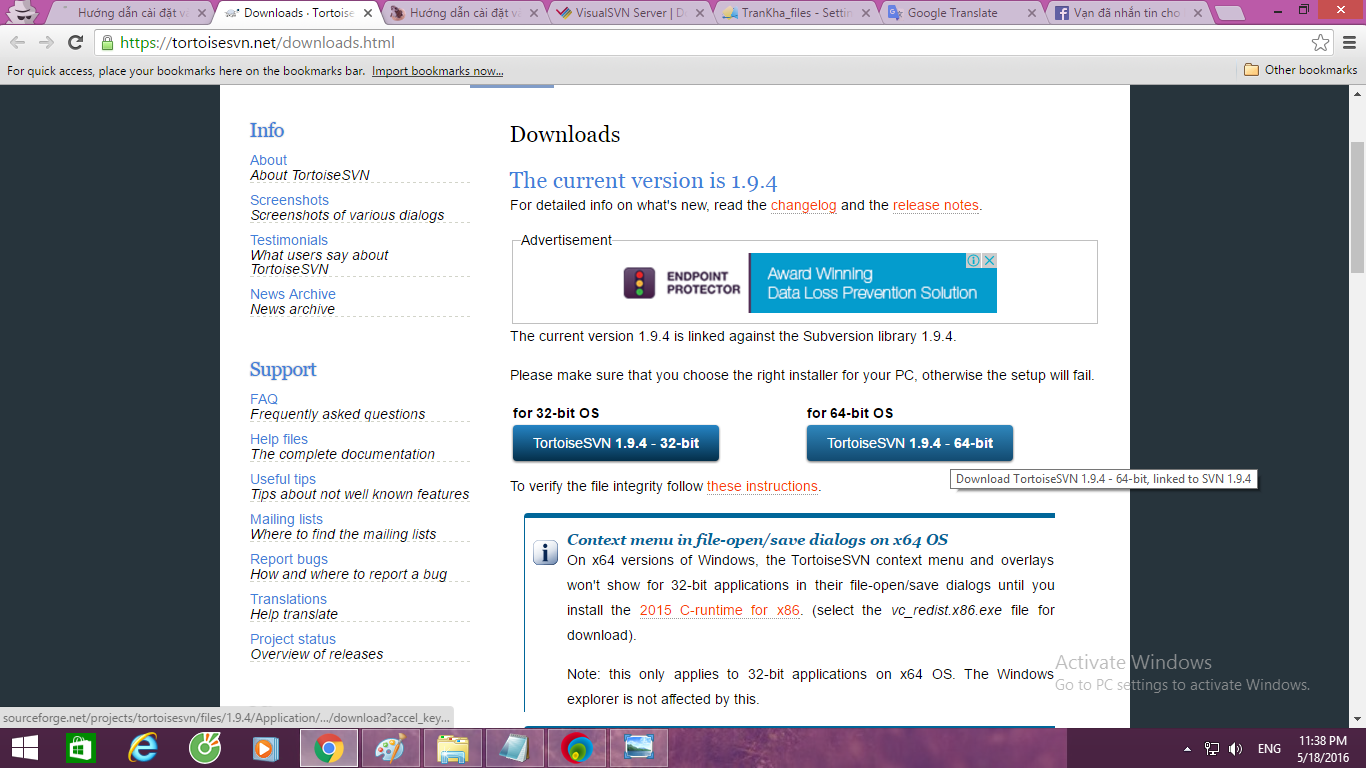 Hướng dẫn cài đặt và
Downloads · Tortoise
Hướng dẫn cài đặt và
VisualSVN Server | D
TranKha_files - Settin
Google Translate
Vạn đã nhắn tin cho
https://tortoisesvn.net/downloads.html
For quick access, place your bookmarks here on the bookmarks bar. Import bookmarks now...
Other bookmarks
Info
About
About TortoiseSVN
Screenshots
Screenshots of various dialogs
Testimonials
What users say about
TortoiseSVN
News Archive
News archive
Support
FAQ
Frequently asked questions
Help files
The complete documentation
Useful tips
Tips about not well known features
Mailing lists
Where to find the mailing lists
Report bugs
How and where to report a bug
Translations
Help translate
Project status
Overview of releases
Downloads
The current version is 1.9.4
For detailed info on what's new, read the changelog and the release notes.
Advertisement
ENDPOINT
PROTECTOR
Award Winning
Data Loss Prevention Solution
The current version 1.9.4 is linked against the Subversion library 1.9.4.
Please make sure that you choose the right installer for your PC, otherwise the setup will fail.
for 32-bit OS
for 64-bit OS
TortoiseSVN 1.9.4 - 32-bit
TortoiseSVN 1.9.4 - 64-bit
Download TortoiseSVN 1.9.4 - 64-bit, linked to SVN 1.9.4
To verify the file integrity follow these instructions.
Context menu in file-open/save dialogs on x64 OS
On x64 versions of Windows, the TortoiseSVN context menu and overlays
won't show for 32-bit applications in their file-open/save dialogs until you
install the 2015 C-runtime for x86. (select the vc_redist.x86.exe file for
download).
Note: this only applies to 32-bit applications on x64 OS. The Windows
explorer is not affected by this.
Activate Windows
Go to PC settings to activate Windows.
sourceforge.net/projects/tortoisesvn/files/1.9.4/Application/.../download?accel_key...
ENG
11:38 PM
5/18/2016